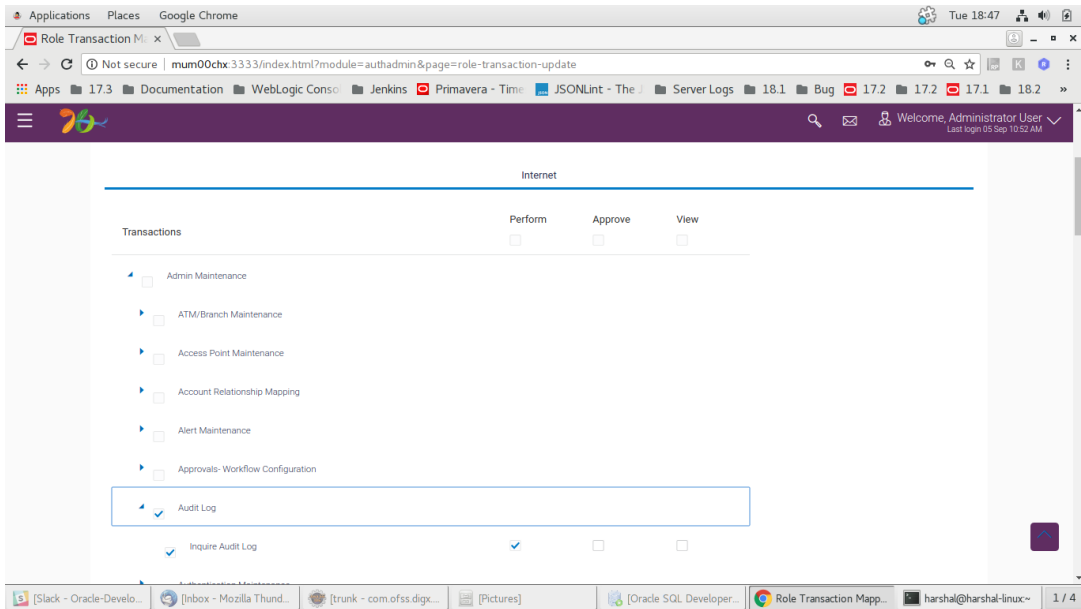 Applications Places Google Chrome Tue 18:47
Role Transaction Ma
Not secure mum00chx:3333/index.html?module=authadmin&page=role-transaction-update
Apps 17.3 Documentation WebLogic Consol Jenkins Primavera - Time JSONLint - The J Server Logs 18.1 Bug 17.2 17.2 17.1 18.2 »
Welcome, Administrator User
Last login 05 Sep 10:52 AM
Internet
Transactions Perform Approve View
Admin Maintenance
ATM/Branch Maintenance
Access Point Maintenance
Account Relationship Mapping
Alert Maintenance
Approvals- Workflow Configuration
Audit Log
Inquire Audit Log
Authentication Maintenance
[Slack - Oracle-Develo... [Inbox - Mozilla Thund... [trunk - com.ofss.digx... [Pictures] [Oracle SQL Developer... Role Transaction Mapp... harshal@harshal-linux:~ 1 / 4